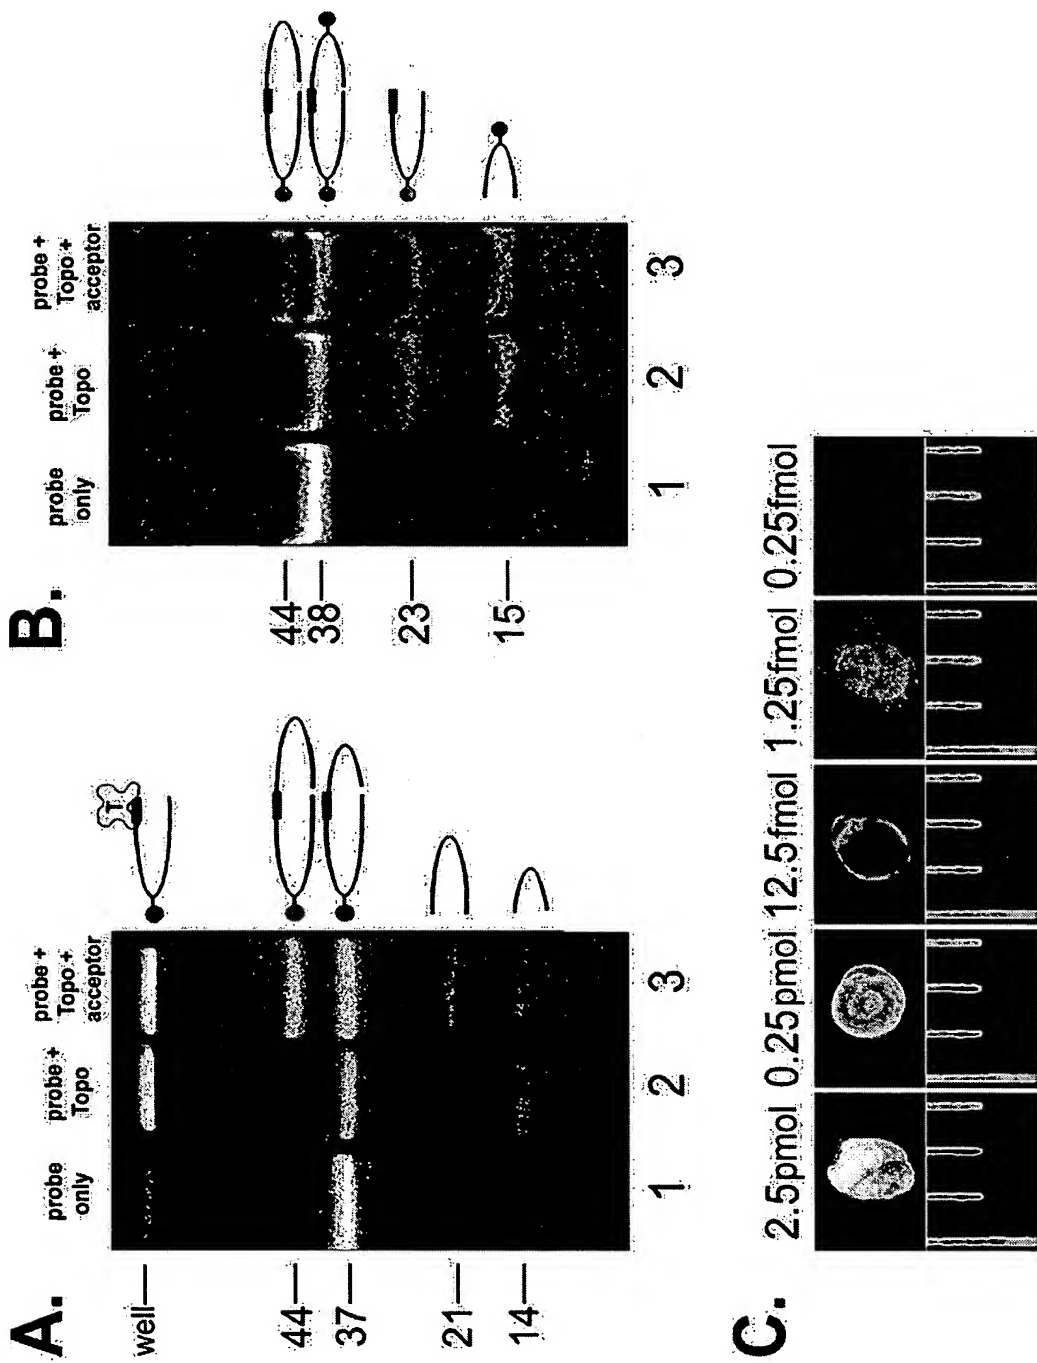 A.
probe only
probe + Topo
probe + Topo + acceptor
well
44
37
21
14
T
1
2
3
B.
probe only
probe + Topo
probe + Topo + acceptor
44
38
23
15
1
2
3
C.
2.5pmol 0.25pmol 12.5fmol 1.25fmol 0.25fmol